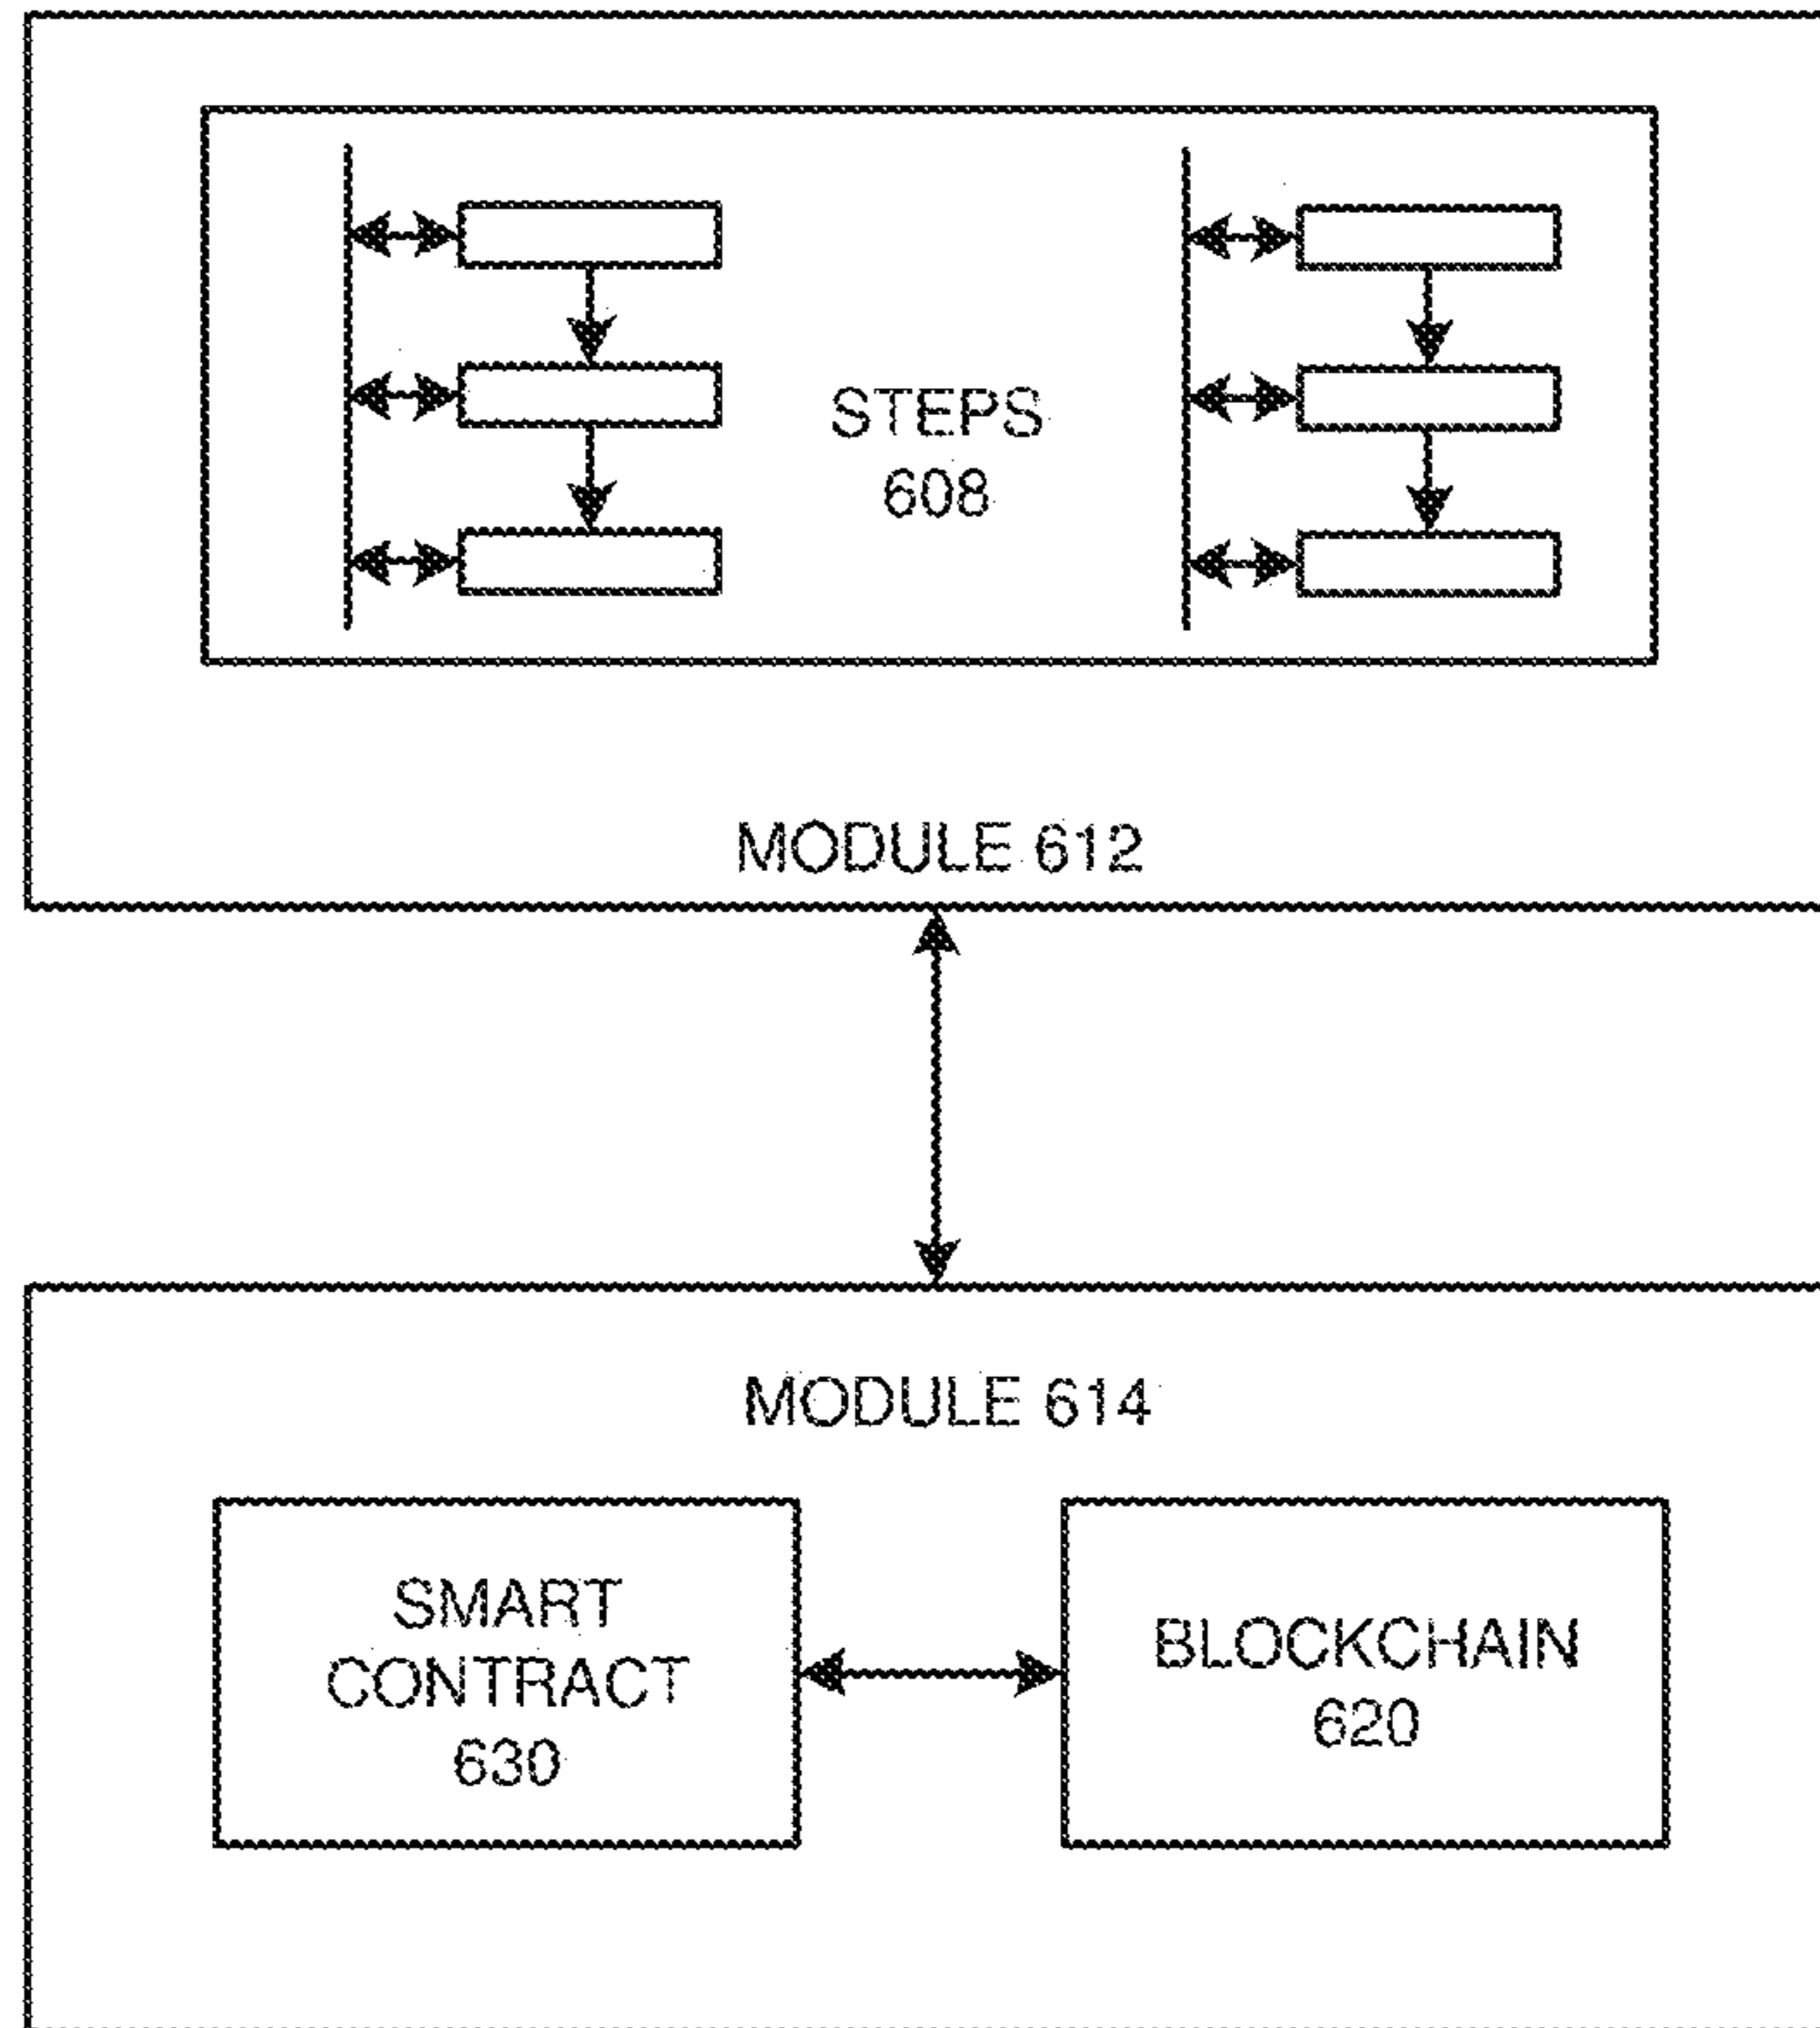 STEPS
608
MODULE 612
MODULE 614
SMART
CONTRACT
630
BLOCKCHAIN
620